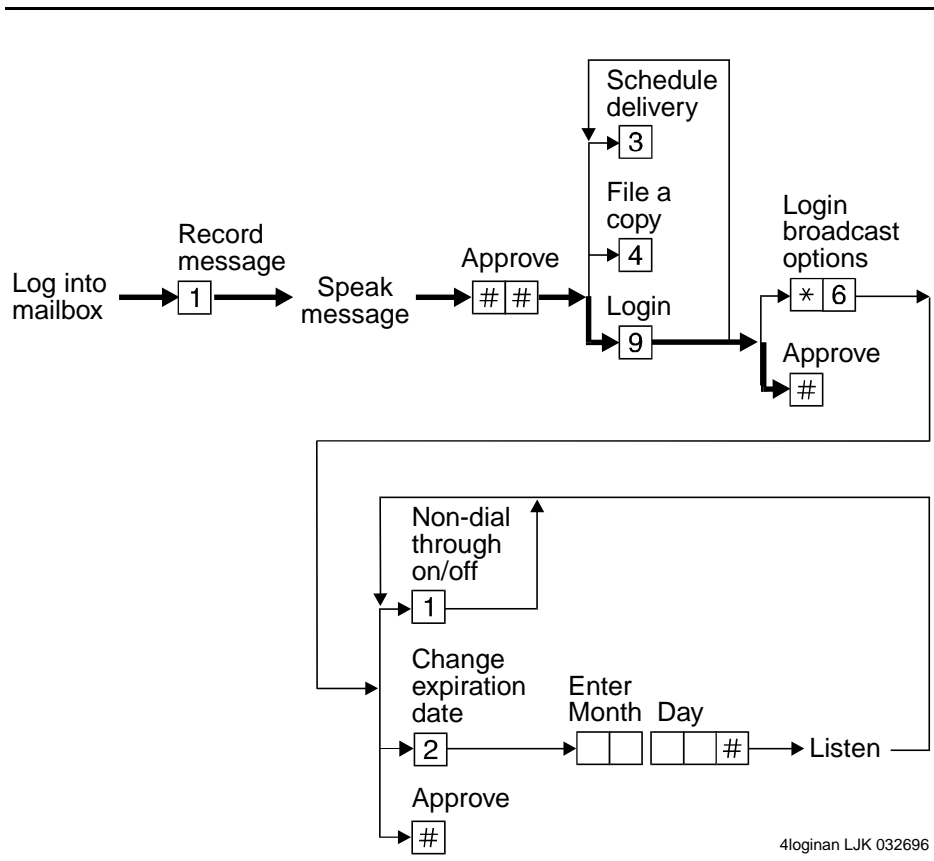 Schedule
delivery
3
File a
copy
4
Login
broadcast
options
* 6
Record
message
1
Log into
mailbox
Speak
message
Approve
# #
Login
9
Approve
#
Non-dial
through
on/off
1
Change
expiration
date
2
Enter
Month Day
#
Listen
Approve
#
4loginan LJK 032696